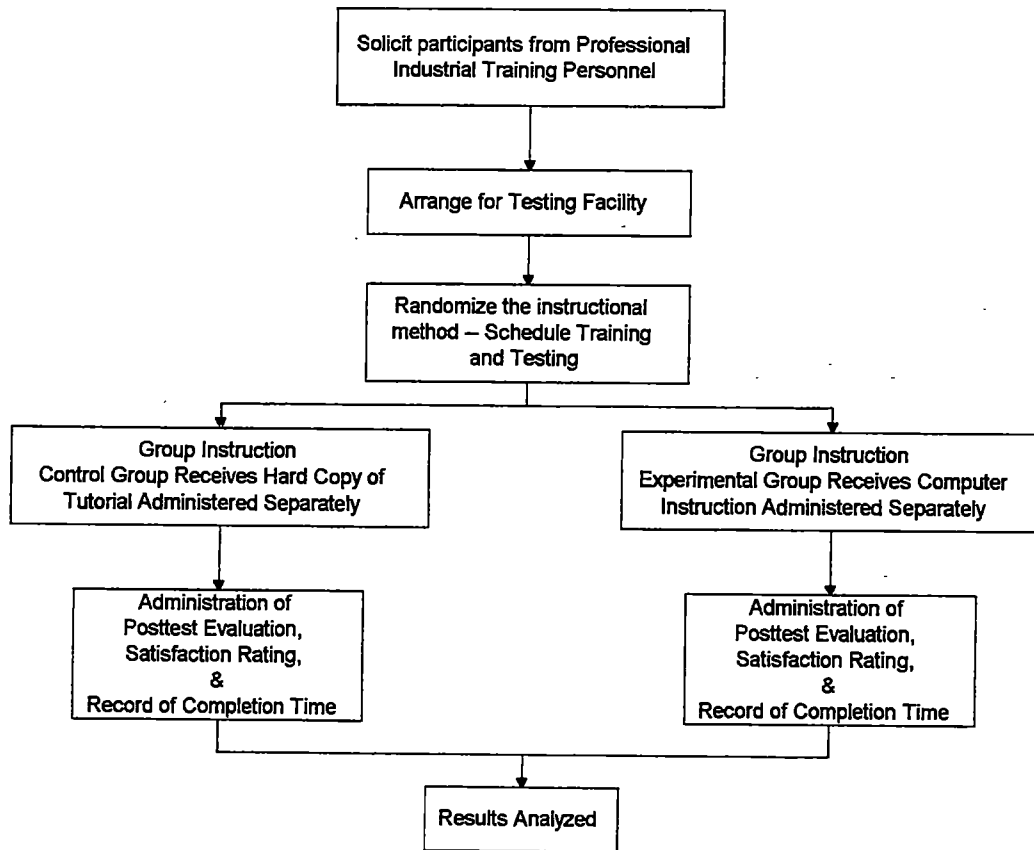 Solicit participants from Professional
Industrial Training Personnel
Arrange for Testing Facility
Randomize the instructional
method – Schedule Training
and Testing
Group Instruction
Control Group Receives Hard Copy of
Tutorial Administered Separately
Group Instruction
Experimental Group Receives Computer
Instruction Administered Separately
Administration of
Posttest Evaluation,
Satisfaction Rating,
&
Record of Completion Time
Administration of
Posttest Evaluation,
Satisfaction Rating,
&
Record of Completion Time
Results Analyzed